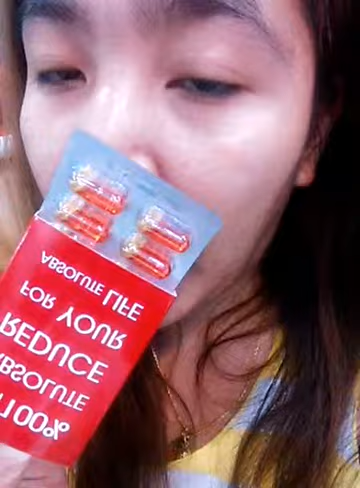 100%
ABSOLUTE
REDUCE
FOR YOUR
ABSOLUTE LIFE